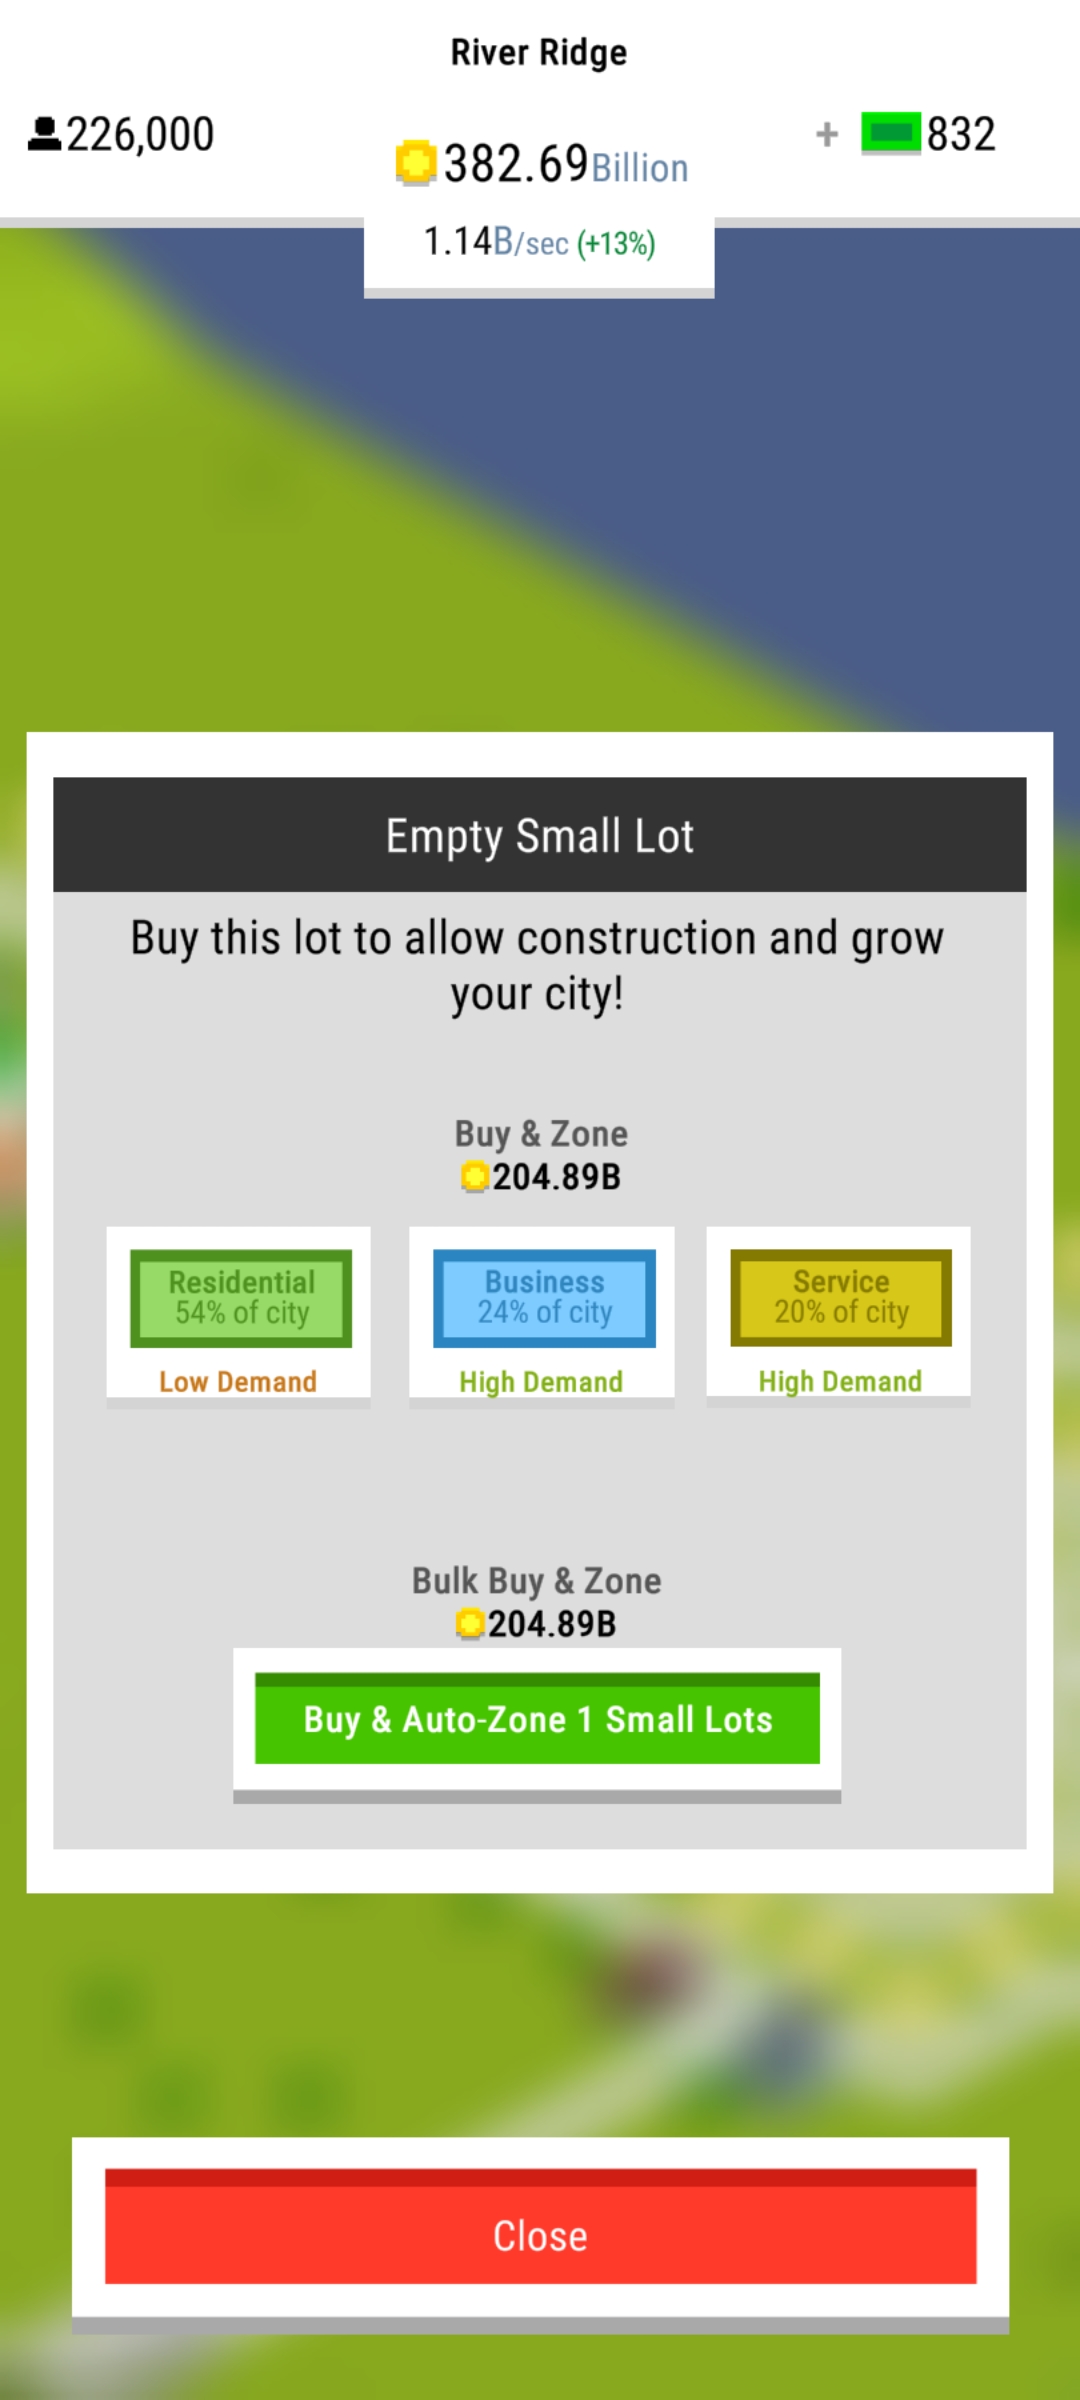 River Ridge
226,000
382.69Billion
+ 832
1.14B/sec (+13%)
Empty Small Lot
Buy this lot to allow construction and grow
your city!
Buy & Zone
204.89B
Residential
54% of city
Low Demand
Business
24% of city
High Demand
Service
20% of city
High Demand
Bulk Buy & Zone
204.89B
Buy & Auto-Zone 1 Small Lots
Close